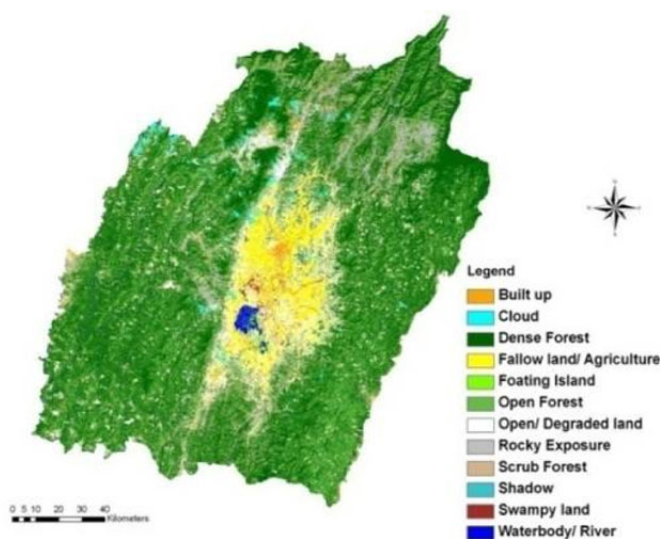 Legend
Built up
Cloud
Dense Forest
Fallow land/ Agriculture
Foating Island
Open Forest
Open/ Degraded land
Rocky Exposure
Scrub Forest
Shadow
Swampy land
Waterbody/ River
0 5 10 20 30 40
Kilometers